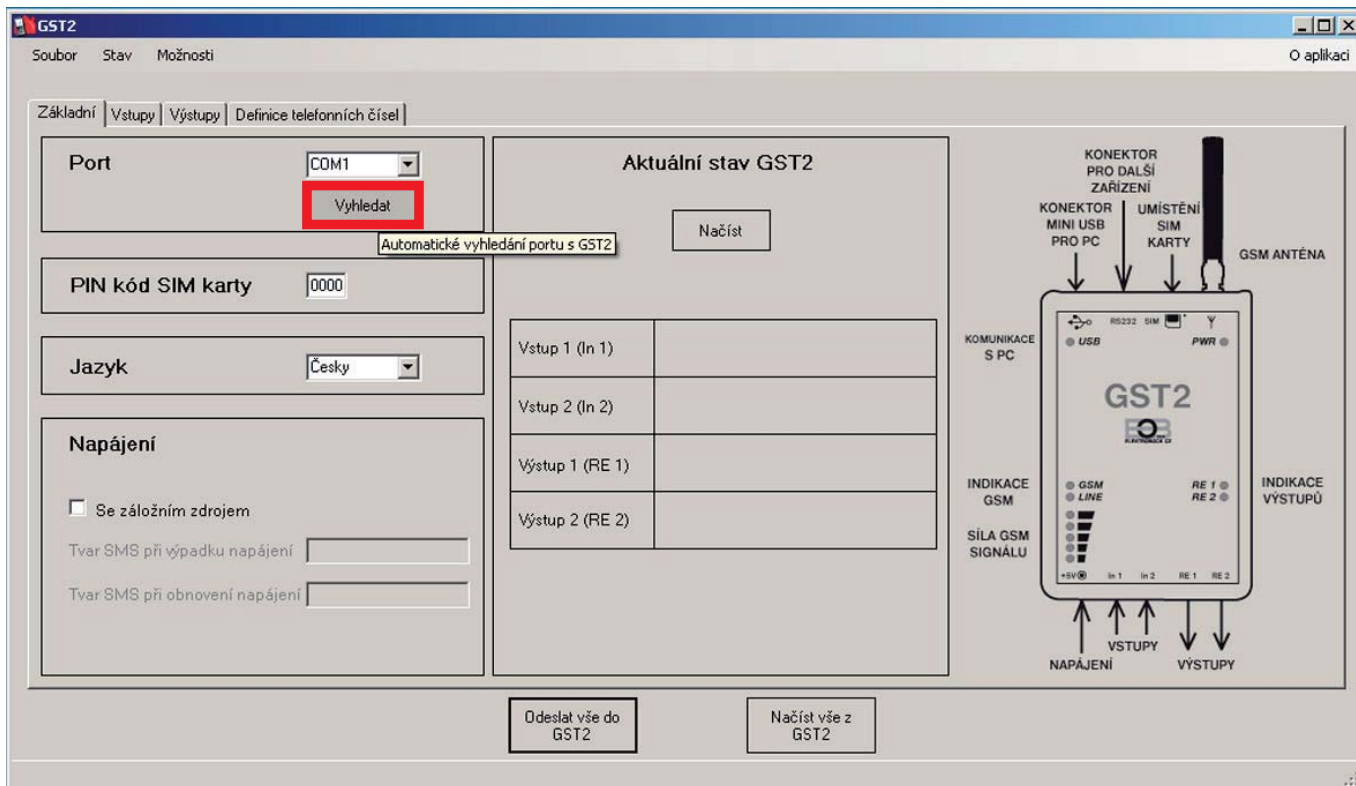 GST2
Soubor Stav Možnosti O aplikaci
Základní Vstupy Výstupy Definice telefonních čísel
Port COM1
Vyhledat
Automatické vyhledání portu s GST2
PIN kód SIM karty 0000
Jazyk Česky
Napájení
Se záložním zdrojem
Tvar SMS při výpadku napájení
Tvar SMS při obnovení napájení
Aktuální stav GST2
Načíst
Vstup 1 (In 1)
Vstup 2 (In 2)
Výstup 1 (RE 1)
Výstup 2 (RE 2)
KONEKTOR
PRO DALŠÍ
ZAŘÍZENÍ
KONEKTOR
MINI USB
PRO PC
UMÍSTĚNÍ
SIM
KARTY
GSM ANTÉNA
RS232 SIM
KOMUNIKACE
S PC
USB PWR
GST2
INDIKACE
GSM
GSM RE 1
LINE RE 2
INDIKACE
VÝSTUPŮ
SÍLA GSM
SIGNÁLU
+5V In 1 In 2 RE 1 RE 2
VSTUPY
NAPÁJENÍ VÝSTUPY
Odeslat vše do
GST2
Načíst vše z
GST2